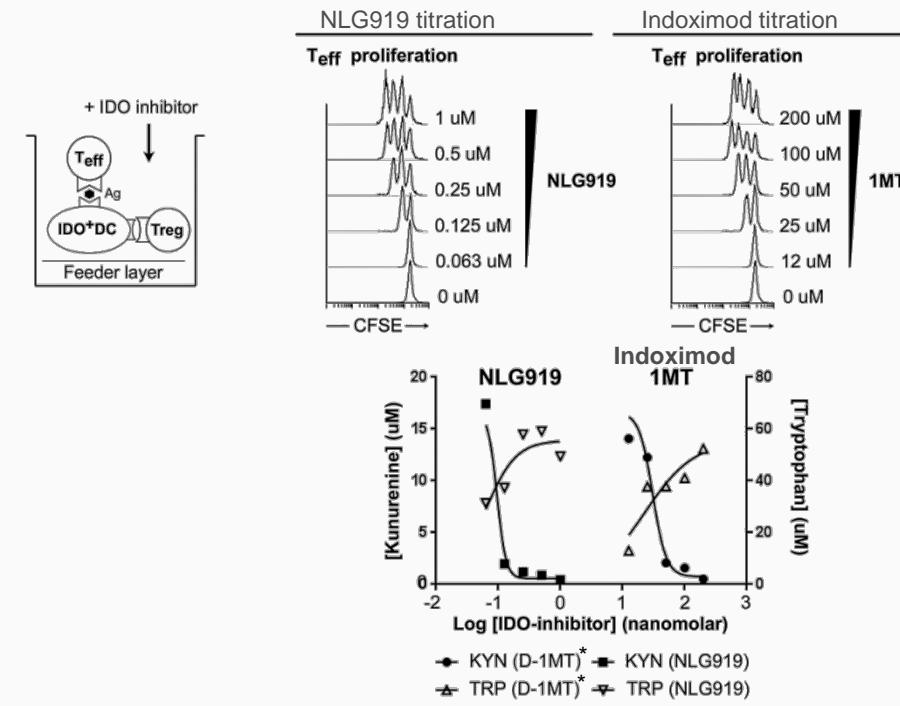 NLG919 titration
Indoximod titration
Teff proliferation
Teff proliferation
+ IDO inhibitor
Teff
Ag
IDO+DC
Treg
Feeder layer
1 uM
0.5 uM
0.25 uM
0.125 uM
0.063 uM
0 uM
NLG919
CFSE
200 uM
100 uM
50 uM
25 uM
12 uM
0 uM
1MT
CFSE
Indoximod
NLG919
1MT
[Kunurenine] (uM)
20
15
10
5
0
[Tryptophan] (uM)
80
60
40
20
0
-2 -1 0 1 2 3
Log [IDO-inhibitor] (nanomolar)
KYN (D-1MT)* KYN (NLG919)
TRP (D-1MT)* TRP (NLG919)